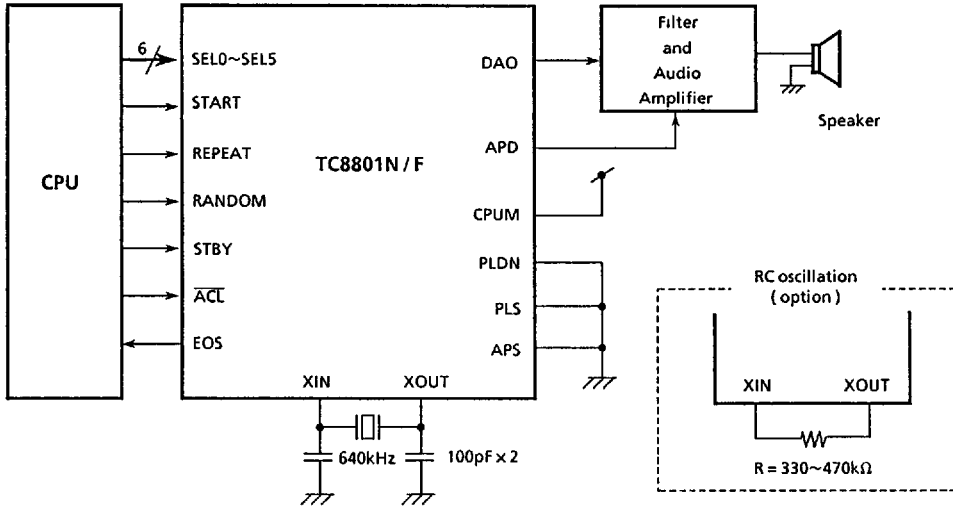 CPU
6
SEL0~SEL5
START
REPEAT
RANDOM
STBY
ACL
EOS
TC8801N / F
DAO
APD
CPUM
PLDN
PLS
APS
XIN
XOUT
640kHz
100pF × 2
Filter
and
Audio
Amplifier
Speaker
RC oscillation
( option )
XIN
XOUT
R = 330~470kΩ